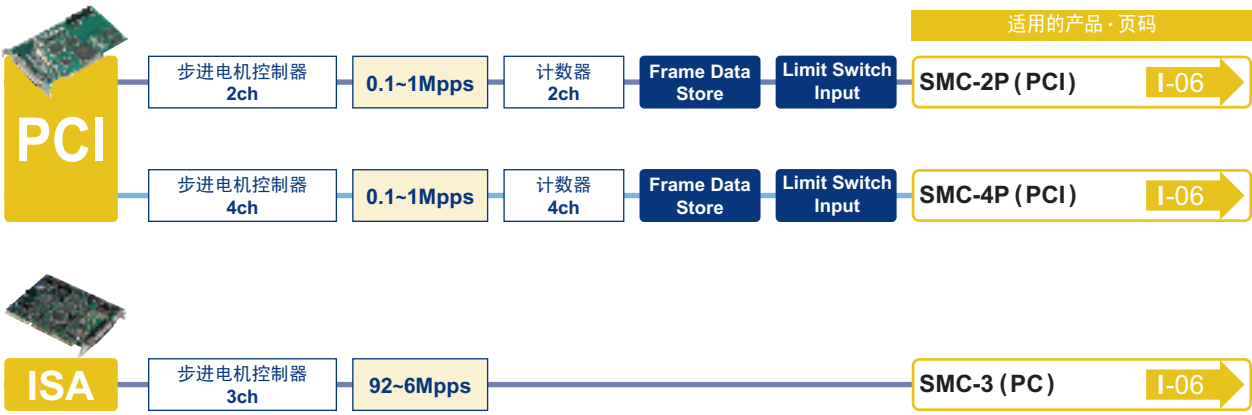 适用的产品·页码
PCI
步进电机控制器
2ch
0.1~1Mpps
计数器
2ch
Frame Data
Store
Limit Switch
Input
SMC-2P(PCI)
I-06
步进电机控制器
4ch
0.1~1Mpps
计数器
4ch
Frame Data
Store
Limit Switch
Input
SMC-4P(PCI)
I-06
ISA
步进电机控制器
3ch
92~6Mpps
SMC-3(PC)
I-06